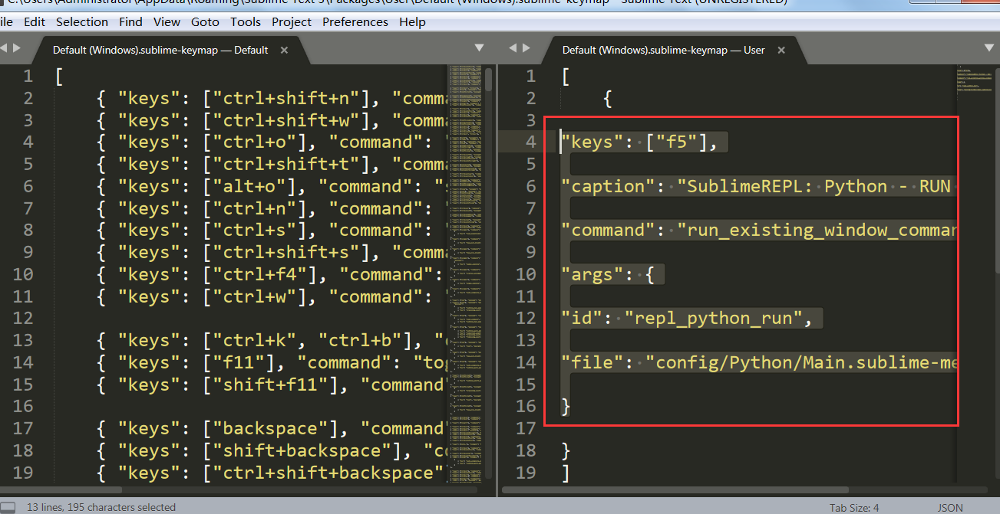 C:\Users\Administrator\AppData\Roaming\Sublime Text 3\Packages\User\Default (Windows).sublime-keymap - Sublime Text (UNREGISTERED)
ile Edit Selection Find View Goto Tools Project Preferences Help
Default (Windows).sublime-keymap — Default
1 [
2 { "keys": ["ctrl+shift+n"], "comma
3 { "keys": ["ctrl+shift+w"], "comma
4 { "keys": ["ctrl+o"], "command":
5 { "keys": ["ctrl+shift+t"], "comma
6 { "keys": ["alt+o"], "command": "s
7 { "keys": ["ctrl+n"], "command":
8 { "keys": ["ctrl+s"], "command":
9 { "keys": ["ctrl+shift+s"], "comma
10 { "keys": ["ctrl+f4"], "command":
11 { "keys": ["ctrl+w"], "command":
12
13 { "keys": ["ctrl+k", "ctrl+b"], "
14 { "keys": ["f11"], "command": "tog
15 { "keys": ["shift+f11"], "command
16
17 { "keys": ["backspace"], "command
18 { "keys": ["shift+backspace"], "co
19 { "keys": ["ctrl+shift+backspace"
Default (Windows).sublime-keymap — User
1 [
2 {
3
4 "keys": ["f5"],
5
6 "caption": "SublimeREPL: Python - RUN
7
8 "command": "run_existing_window_comman
9
10 "args": {
11
12 "id": "repl_python_run",
13
14 "file": "config/Python/Main.sublime-me
15
16 }
17
18 }
19 ]
13 lines, 195 characters selected
Tab Size: 4
JSON